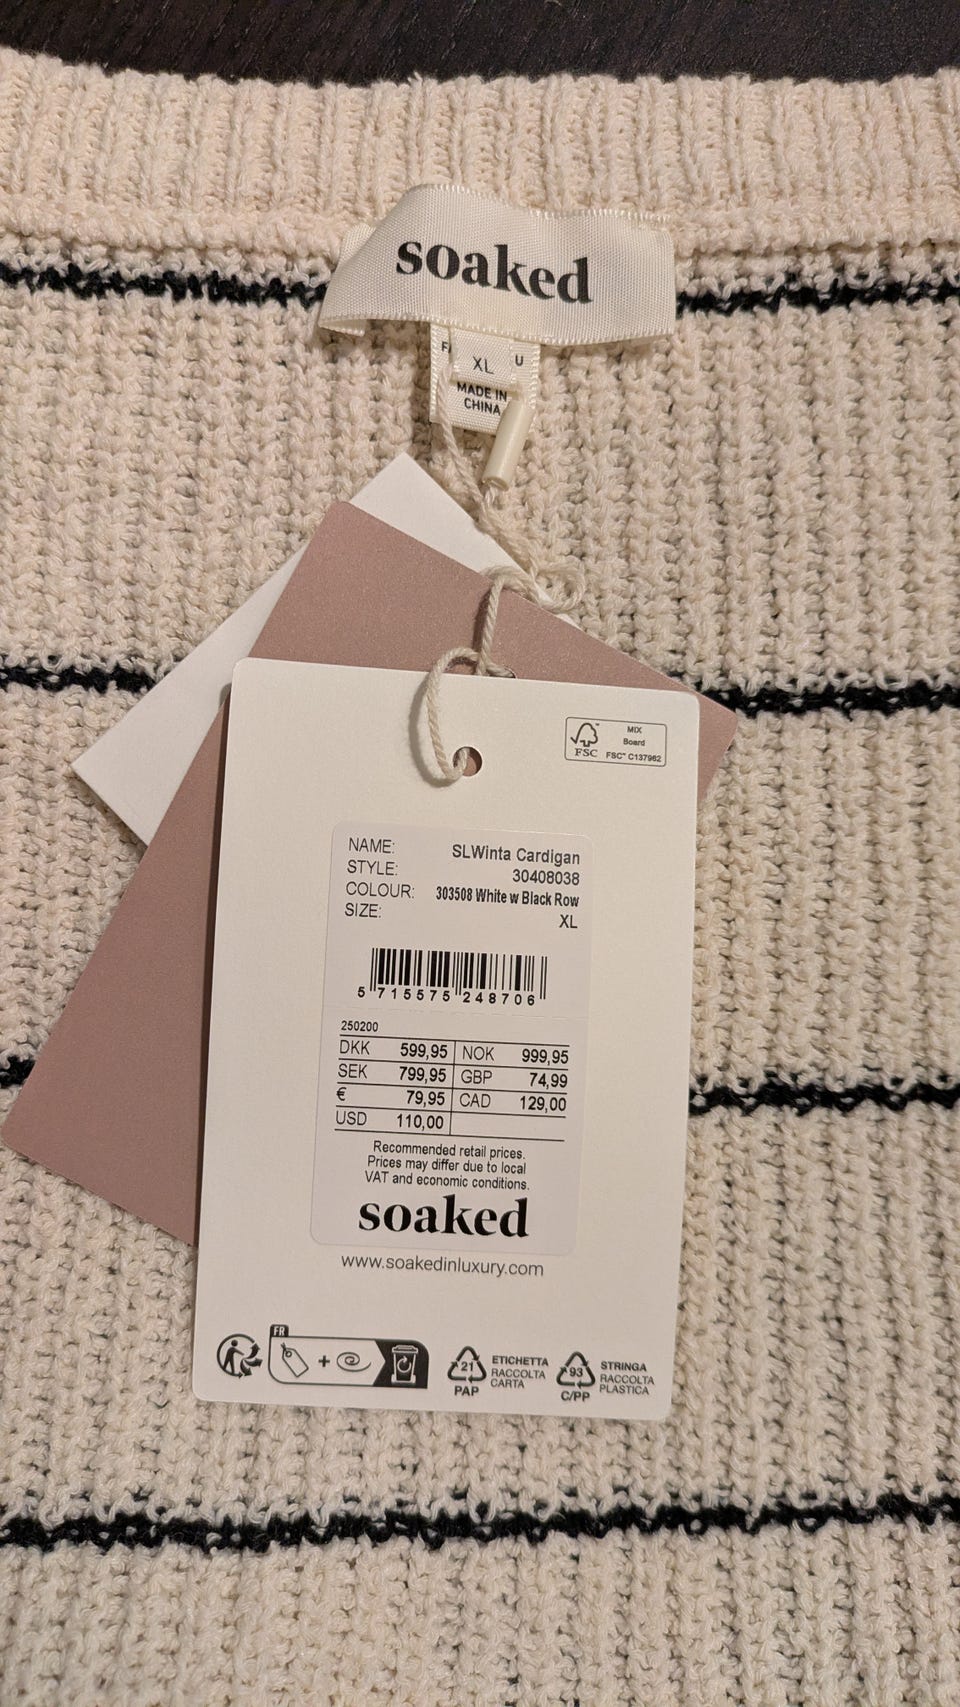 soaked
XL
U
MADE IN
CHINA
FSC™
MIX
Board
FSC™ C137962
NAME: SLWinta Cardigan
STYLE: 30408038
COLOUR: 303508 White w Black Row
SIZE: XL
5 715575 248706
250200
DKK 599,95 NOK 999,95
SEK 799,95 GBP 74,99
€ 79,95 CAD 129,00
USD 110,00
Recommended retail prices.
Prices may differ due to local
VAT and economic conditions.
soaked
www.soakedinluxury.com
FR
+
21
PAP
ETICHETTA
RACCOLTA
CARTA
93
C/PP
STRINGA
RACCOLTA
PLASTICA